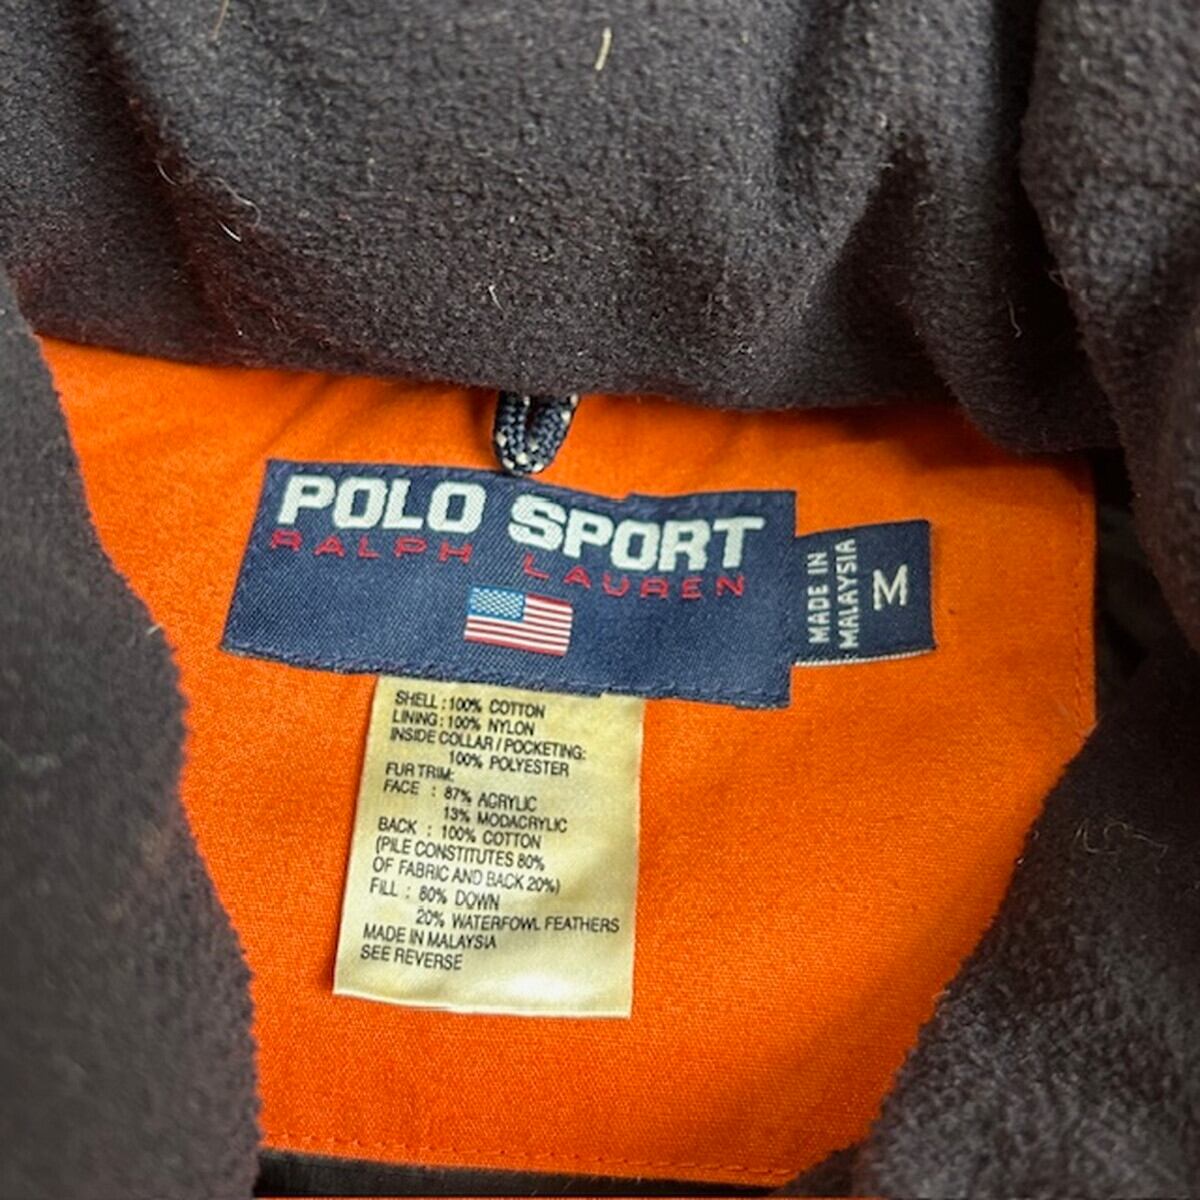 POLO SPORT
RALPH LAUREN
MADE IN
MALAYSIA
M
SHELL : 100% COTTON
LINING : 100% NYLON
INSIDE COLLAR / POCKETING:
100% POLYESTER
FUR TRIM:
FACE : 87% ACRYLIC
13% MODACRYLIC
BACK : 100% COTTON
(PILE CONSTITUTES 80%
OF FABRIC AND BACK 20%)
FILL : 80% DOWN
20% WATERFOWL FEATHERS
MADE IN MALAYSIA
SEE REVERSE